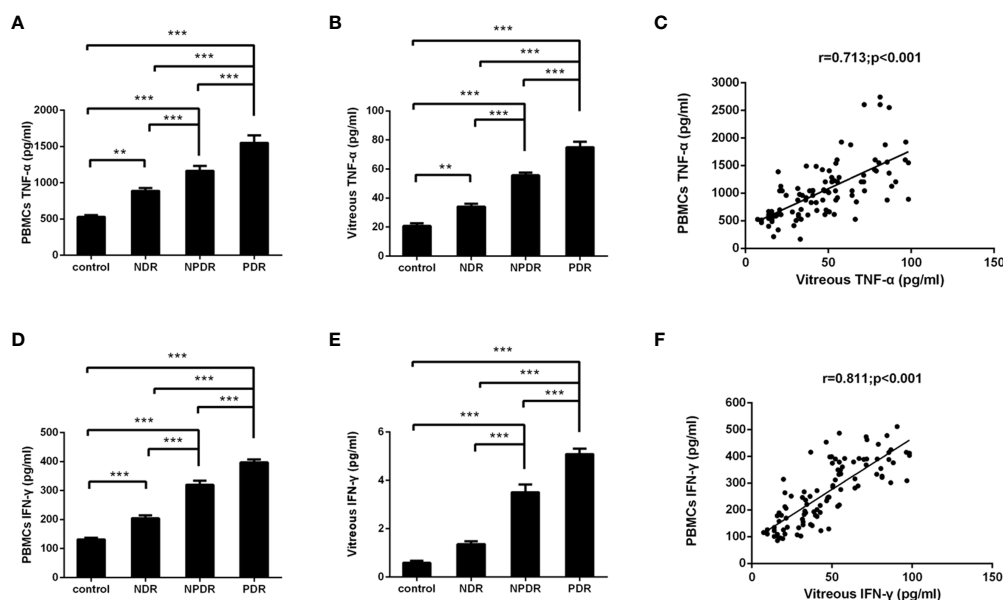 A
***
***
***
***
***
**
PBMCs TNF-α (pg/ml)
2000
1500
1000
500
0
control NDR NPDR PDR
B
***
***
***
***
***
**
Vitreous TNF-α (pg/ml)
100
80
60
40
20
0
control NDR NPDR PDR
C
r=0.713;p<0.001
PBMCs TNF-α (pg/ml)
3000
2500
2000
1500
1000
500
0
0 50 100 150
Vitreous TNF-α (pg/ml)
D
***
***
***
***
***
***
PBMCs IFN-γ (pg/ml)
500
400
300
200
100
0
control NDR NPDR PDR
E
***
***
***
***
***
Vitreous IFN-γ (pg/ml)
6
4
2
0
control NDR NPDR PDR
F
r=0.811;p<0.001
PBMCs IFN-γ (pg/ml)
600
500
400
300
200
100
0
0 50 100 150
Vitreous IFN-γ (pg/ml)